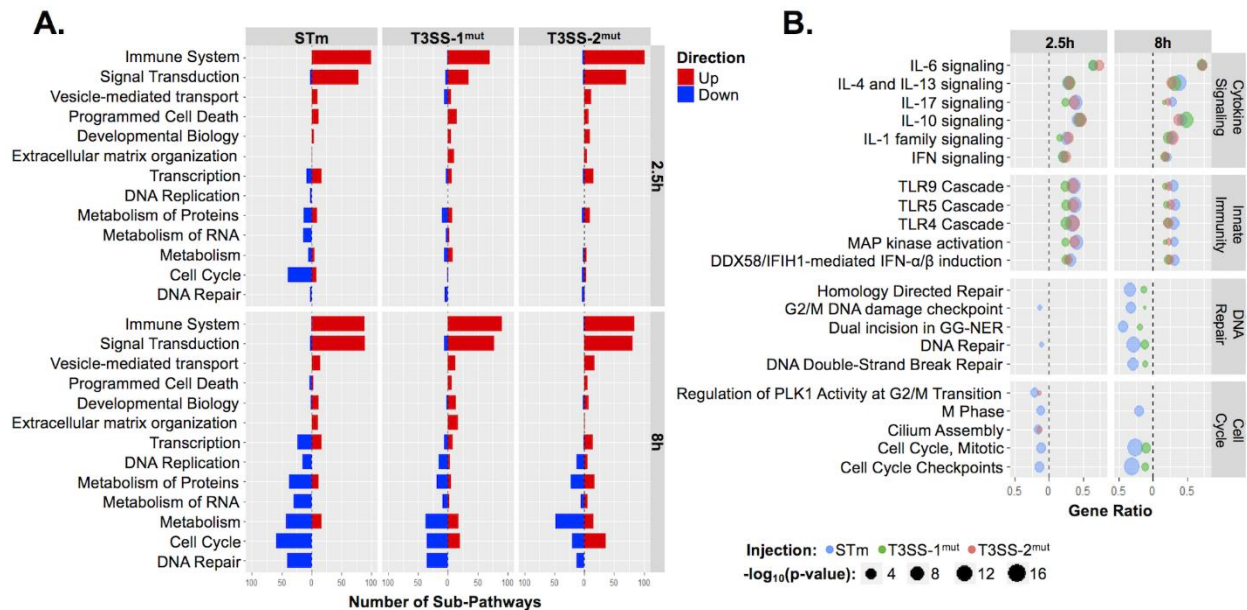 A.
STm T3SS-1mut T3SS-2mut
Immune System
Signal Transduction
Vesicle-mediated transport
Programmed Cell Death
Developmental Biology
Extracellular matrix organization
Transcription
DNA Replication
Metabolism of Proteins
Metabolism of RNA
Metabolism
Cell Cycle
DNA Repair
2.5h
Immune System
Signal Transduction
Vesicle-mediated transport
Programmed Cell Death
Developmental Biology
Extracellular matrix organization
Transcription
DNA Replication
Metabolism of Proteins
Metabolism of RNA
Metabolism
Cell Cycle
DNA Repair
8h
100 50 0 50 100 100 50 0 50 100 100 50 0 50 100
Number of Sub-Pathways
Direction
Up
Down
B.
2.5h 8h
IL-6 signaling
IL-4 and IL-13 signaling
IL-17 signaling
IL-10 signaling
IL-1 family signaling
IFN signaling
Cytokine
Signaling
TLR9 Cascade
TLR5 Cascade
TLR4 Cascade
MAP kinase activation
DDX58/IFIH1-mediated IFN-α/β induction
Innate
Immunity
Homology Directed Repair
G2/M DNA damage checkpoint
Dual incision in GG-NER
DNA Repair
DNA Double-Strand Break Repair
DNA
Repair
Regulation of PLK1 Activity at G2/M Transition
M Phase
Cilium Assembly
Cell Cycle, Mitotic
Cell Cycle Checkpoints
Cell
Cycle
0.5 0 0.5 0.5 0 0.5
Gene Ratio
Injection: STm T3SS-1mut T3SS-2mut
-log10(p-value): 4 8 12 16